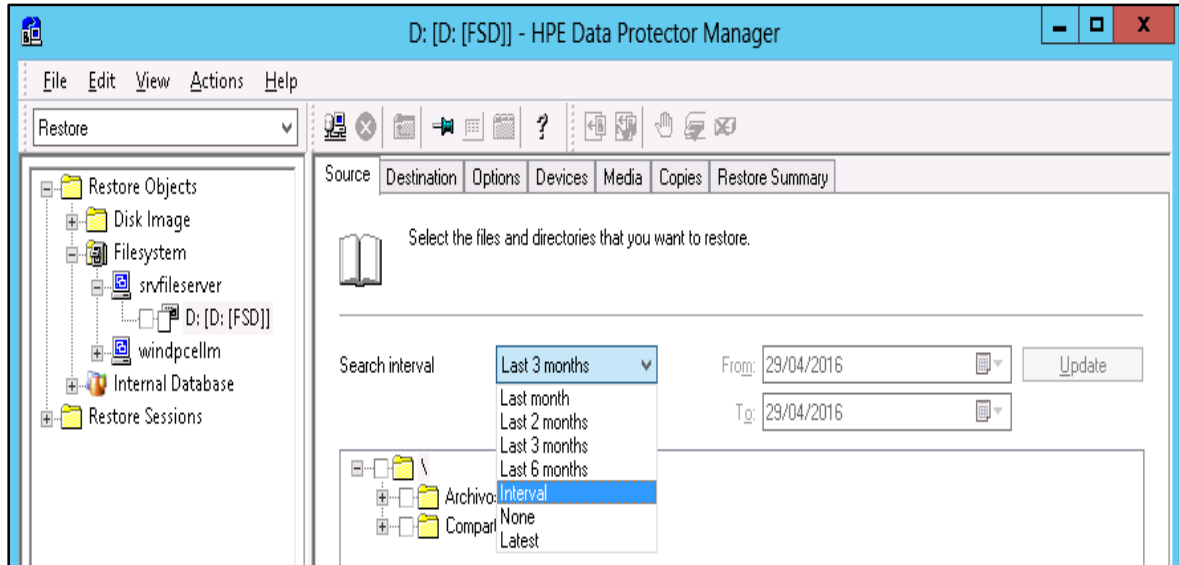 D: [D: [FSD]] - HPE Data Protector Manager
File Edit View Actions Help
Restore
Restore Objects
Disk Image
Filesystem
srvfileserver
D: [D: [FSD]]
windpcellm
Internal Database
Restore Sessions
Source Destination Options Devices Media Copies Restore Summary
Select the files and directories that you want to restore.
Search interval Last 3 months From: 29/04/2016 Update
To: 29/04/2016
Last month
Last 2 months
Last 3 months
Last 6 months
Interval
None
Latest
\
Archivo
Compart